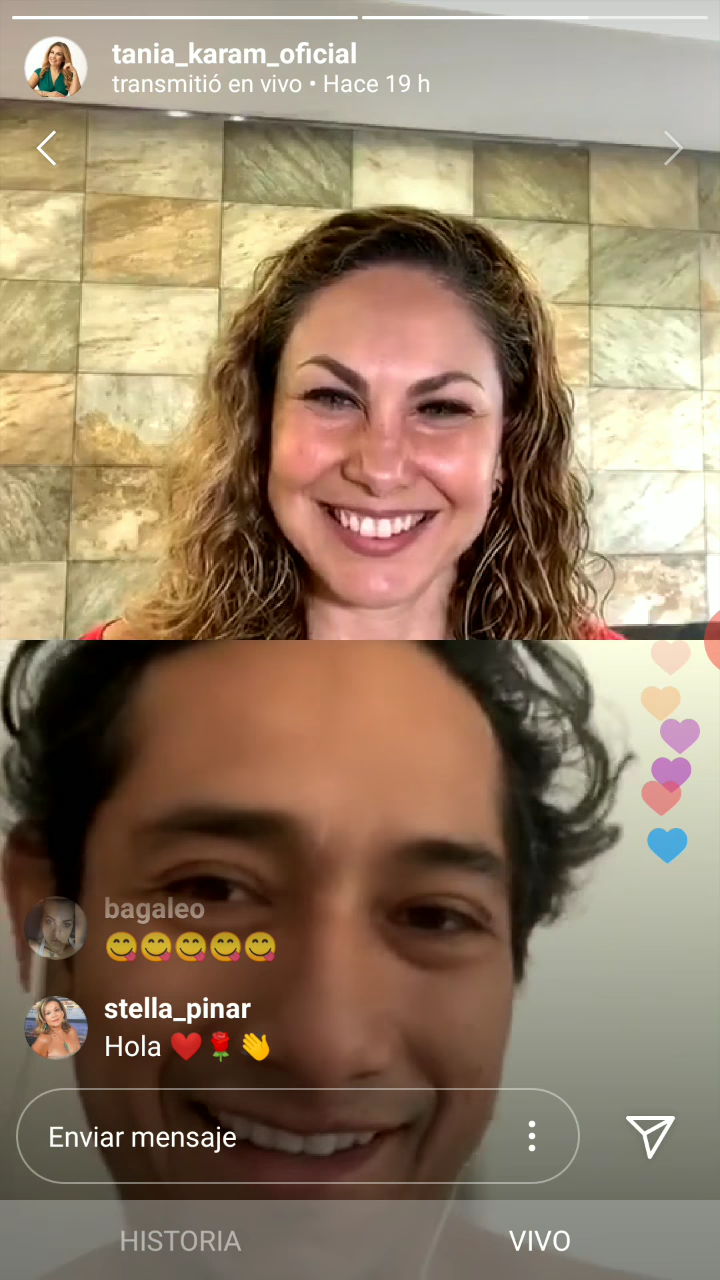 tania_karam_oficial
transmitió en vivo • Hace 19 h
bagaleo
😋😋😋😋😋
stella_pinar
Hola ❤️🌹👋
Enviar mensaje
HISTORIA
VIVO